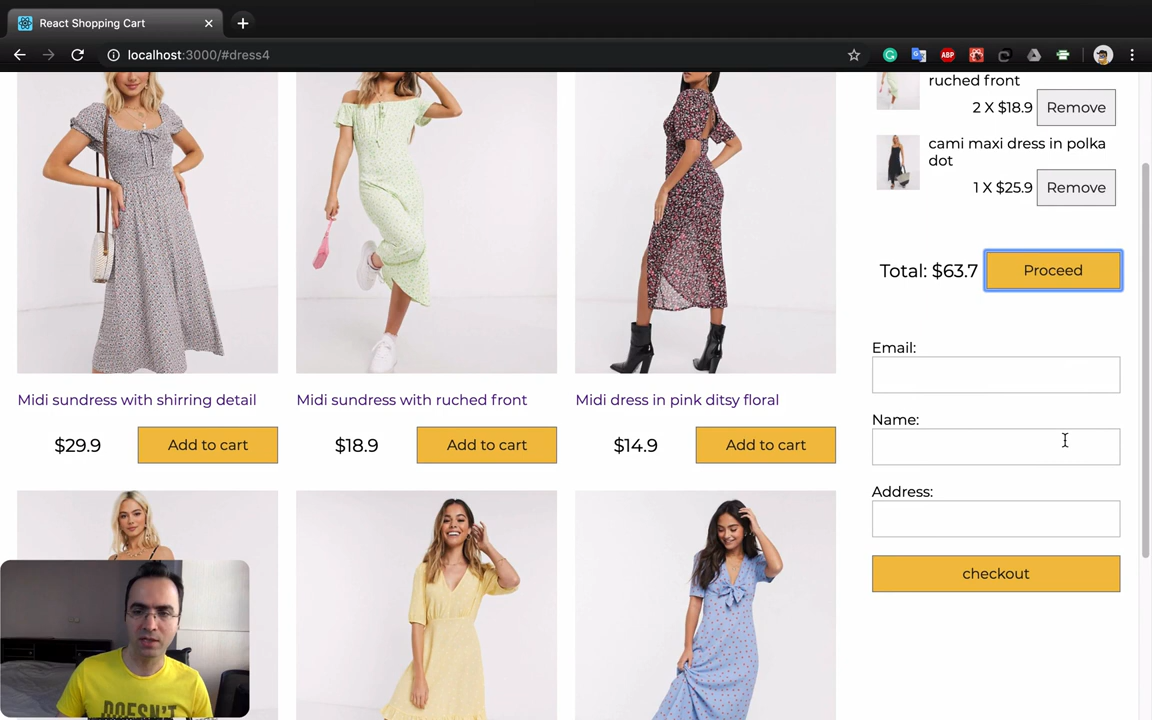 React Shopping Cart
localhost:3000/#dress4
ABP
ruched front
2 X $18.9 Remove
cami maxi dress in polka
dot
1 X $25.9 Remove
Total: $63.7 Proceed
Email:
Name:
Address:
checkout
Midi sundress with shirring detail
$29.9 Add to cart
Midi sundress with ruched front
$18.9 Add to cart
Midi dress in pink ditsy floral
$14.9 Add to cart
DOESN'T